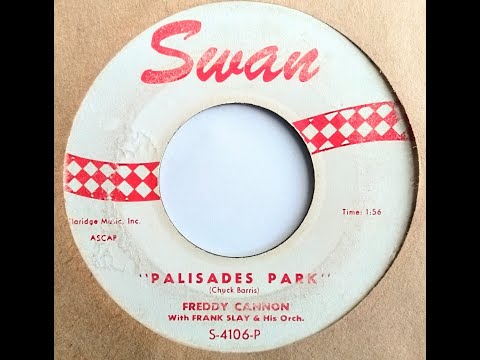 Swan
Claridge Music, Inc.
ASCAP
Time: 1:56
"PALISADES PARK"
(Chuck Barris)
FREDDY CANNON
With FRANK SLAY & His Orch.
S-4106-P